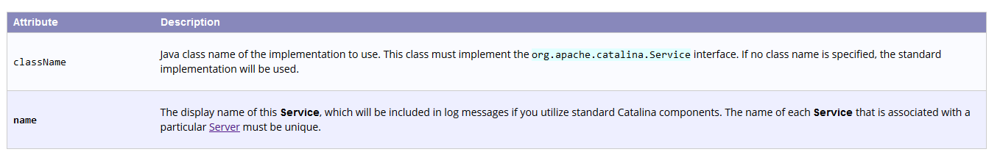 Attribute Description
className Java class name of the implementation to use. This class must implement the org.apache.catalina.Service interface. If no class name is specified, the standard
implementation will be used.
name The display name of this Service, which will be included in log messages if you utilize standard Catalina components. The name of each Service that is associated with a
particular Server must be unique.